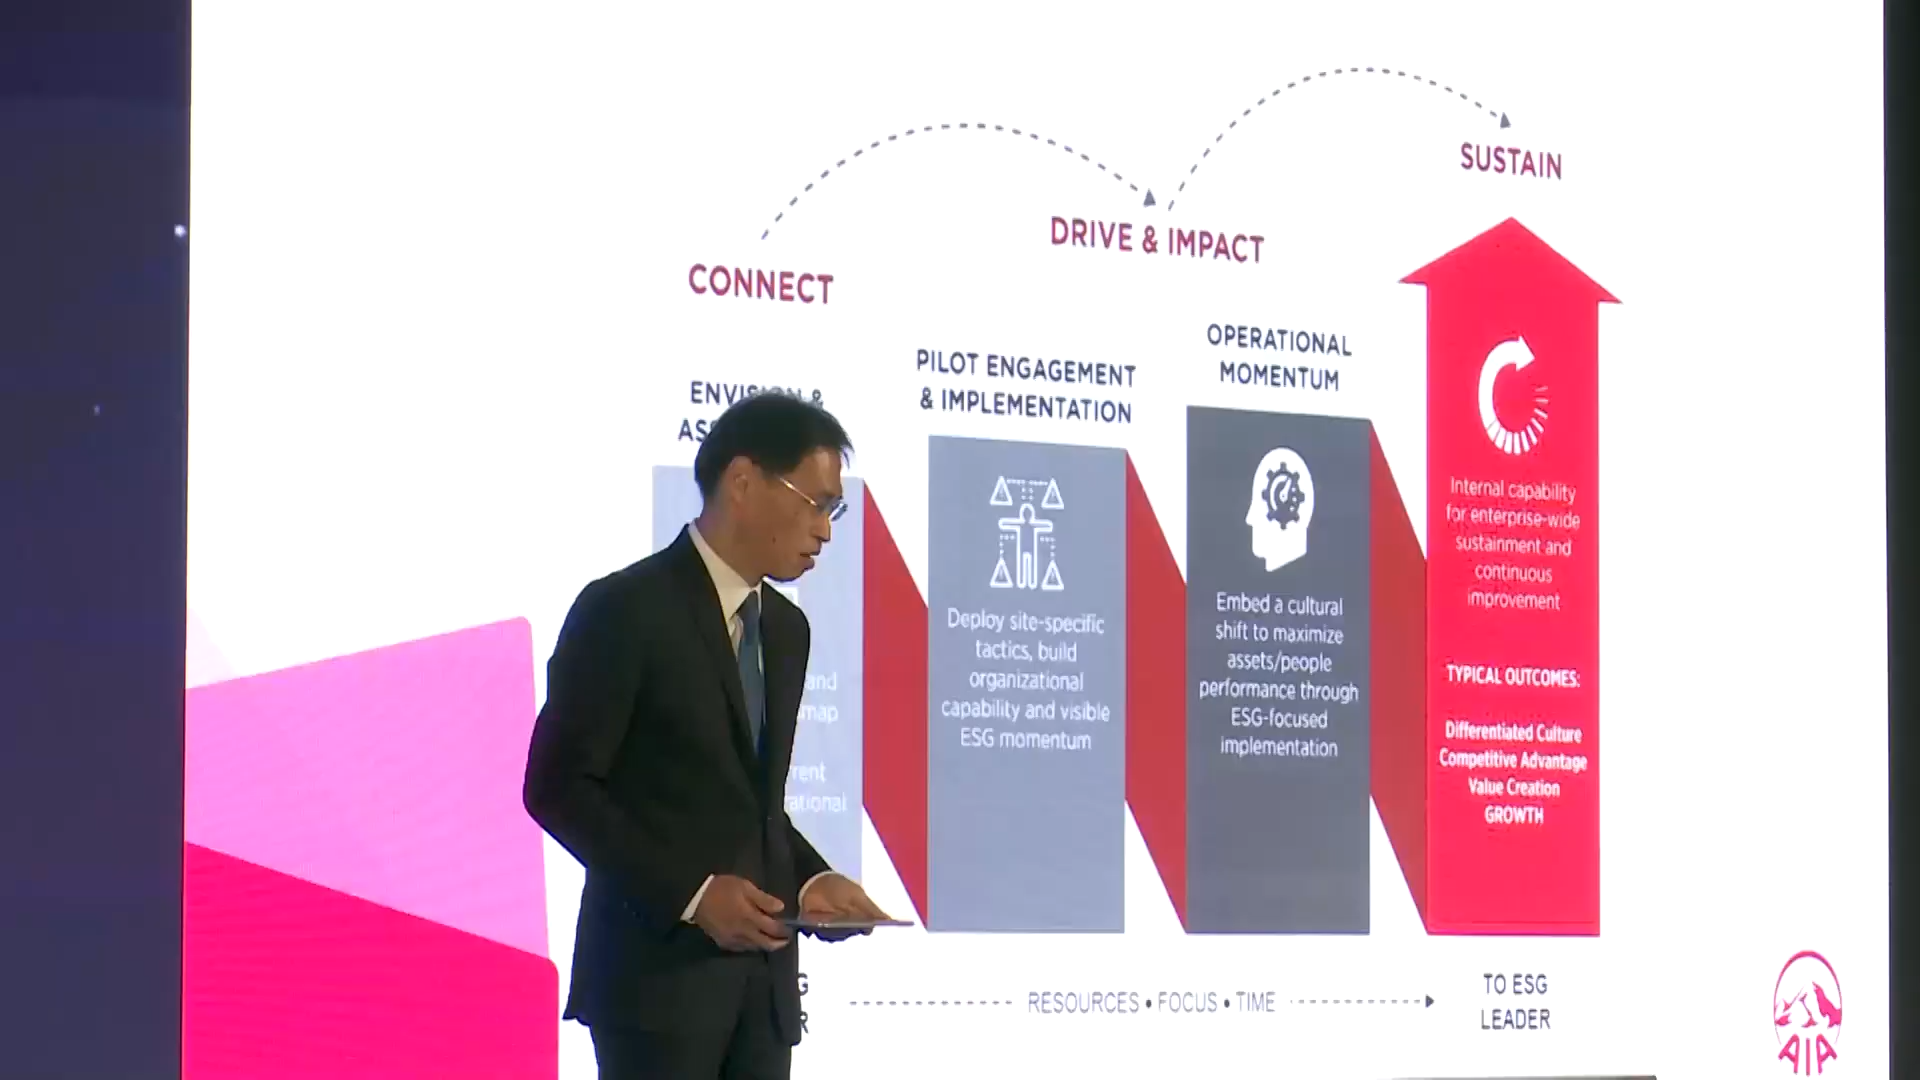 SUSTAIN
DRIVE & IMPACT
CONNECT
OPERATIONAL
MOMENTUM
PILOT ENGAGEMENT
& IMPLEMENTATION
&
Internal capability
for enterprise-wide
sustainment and
continuous
improvement
TYPICAL OUTCOMES:
Differentiated Culture
Competitive Advantage
Value Creation
GROWTH
Embed a cultural
shift to maximize
assets/people
performance through
ESG-focused
implementation
Deploy site-specific
tactics, build
organizational
capability and visible
ESG momentum
and
RESOURCES • FOCUS • TIME
TO ESG
LEADER
AIA